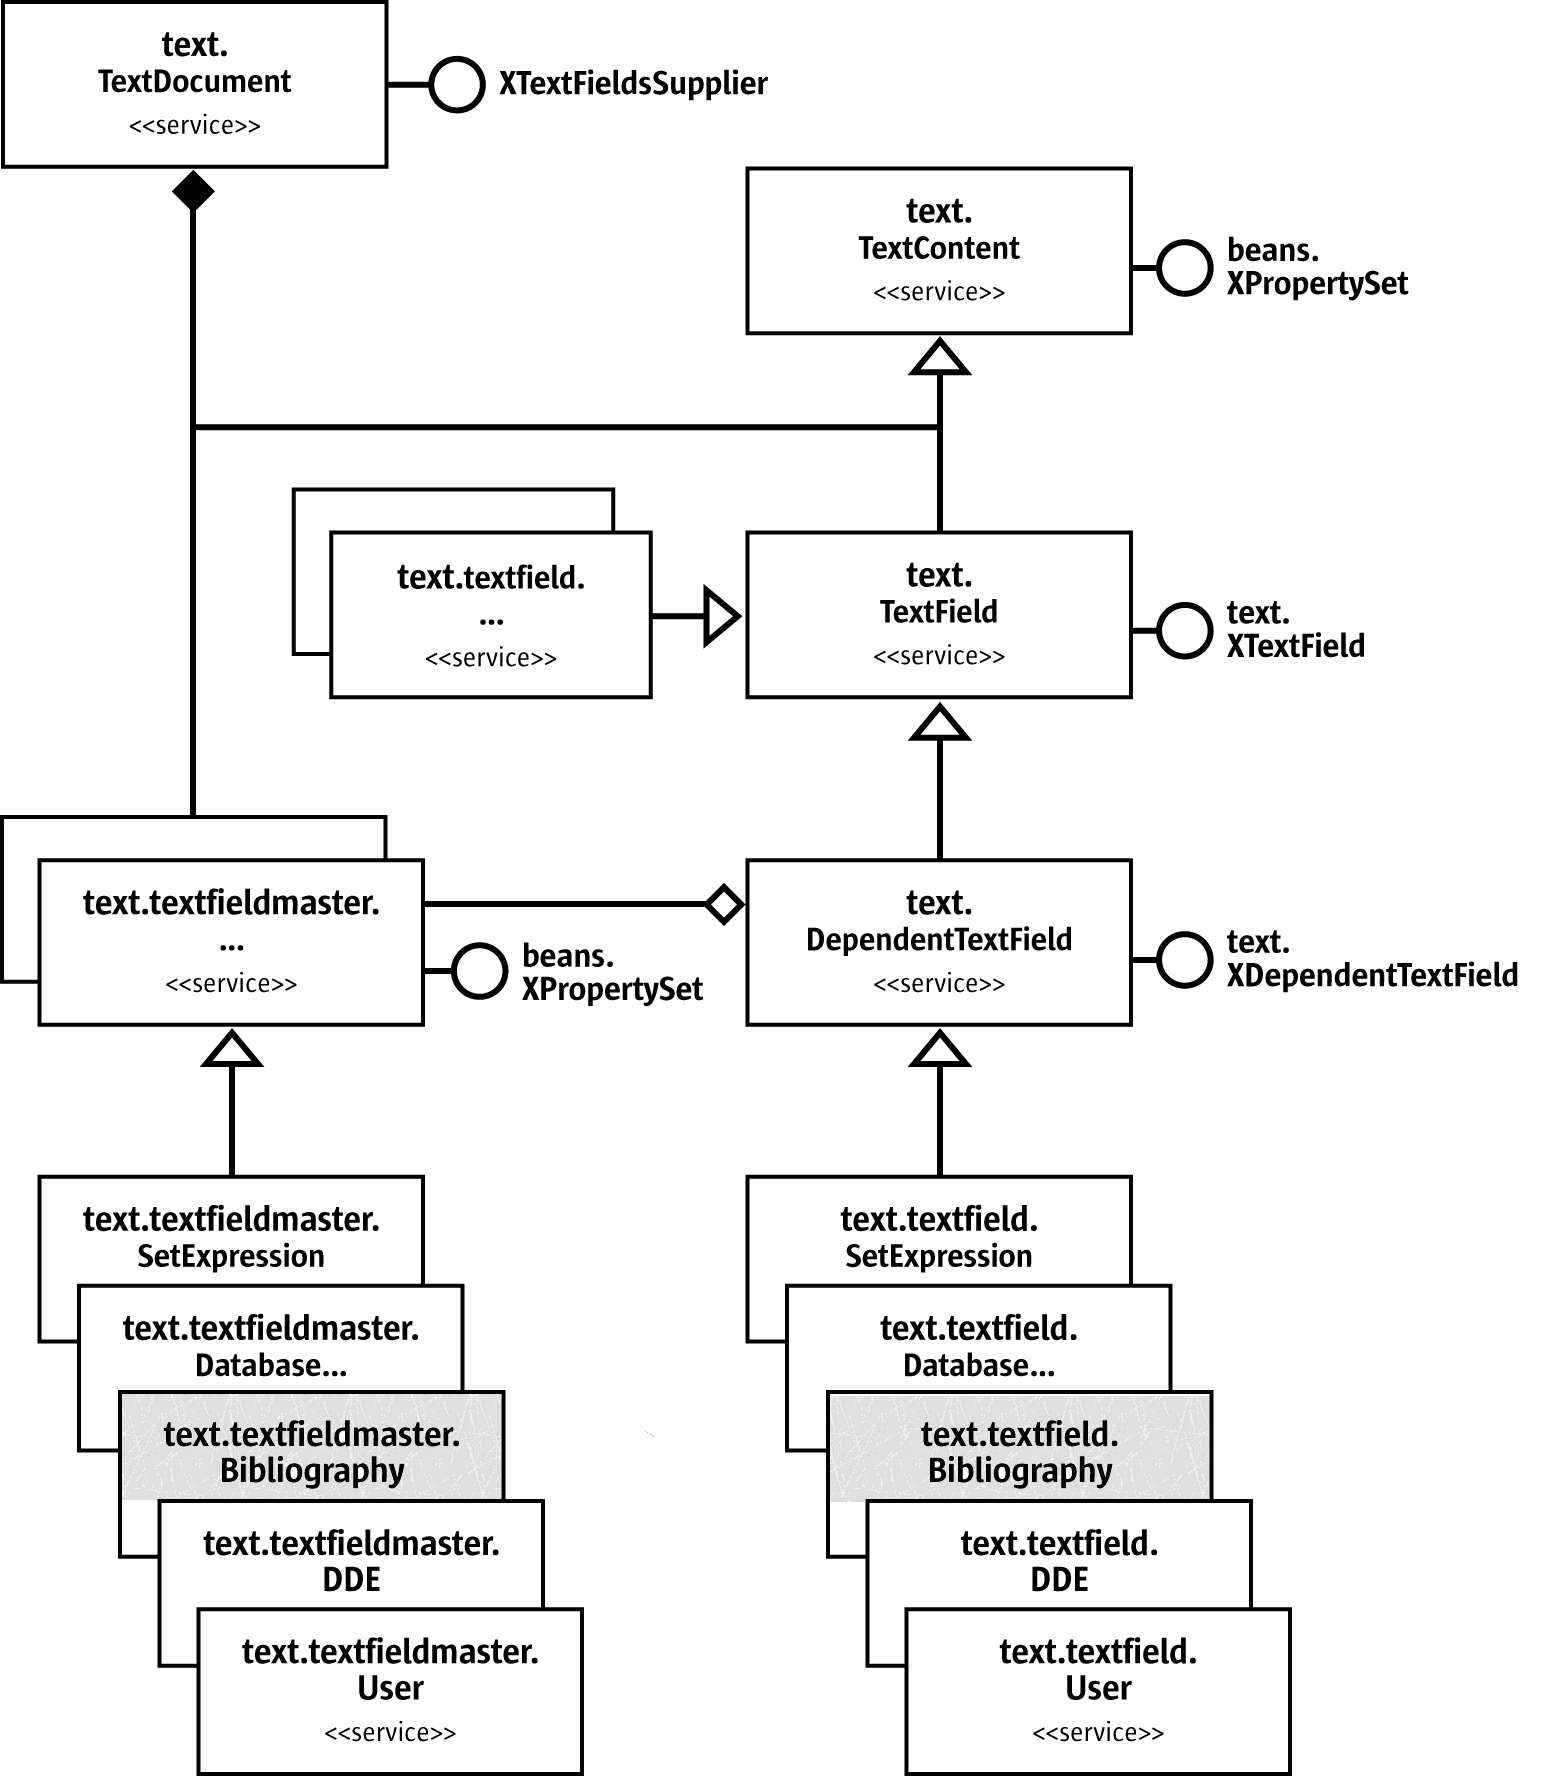 text.
TextDocument
<<service>>
XTextFieldsSupplier
text.
TextContent
<<service>>
beans.
XPropertySet
text.textfield.
...
<<service>>
text.
TextField
<<service>>
text.
XTextField
text.textfieldmaster.
...
<<service>>
beans.
XPropertySet
text.
DependentTextField
<<service>>
text.
XDependentTextField
text.textfieldmaster.
SetExpression
text.textfieldmaster.
Database...
text.textfieldmaster.
Bibliography
text.textfieldmaster.
DDE
text.textfieldmaster.
User
<<service>>
text.textfield.
SetExpression
text.textfield.
Database...
text.textfield.
Bibliography
text.textfield.
DDE
text.textfield.
User
<<service>>